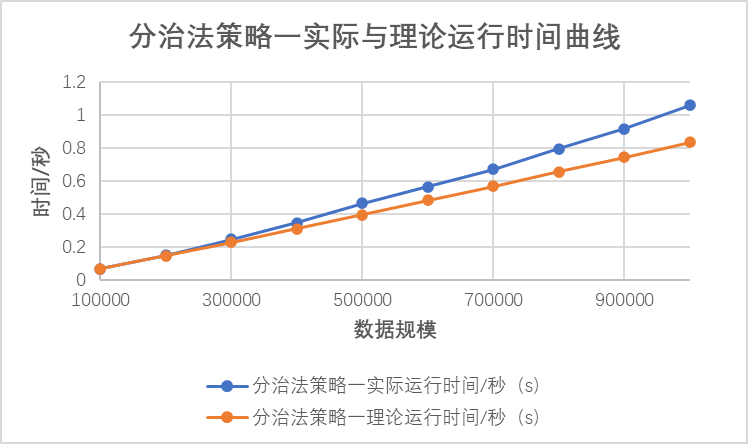 分治法策略一实际与理论运行时间曲线
1.2
1
0.8
0.6
0.4
0.2
0
时间/秒
100000 300000 500000 700000 900000
数据规模
分治法策略一实际运行时间/秒（s）
分治法策略一理论运行时间/秒（s）